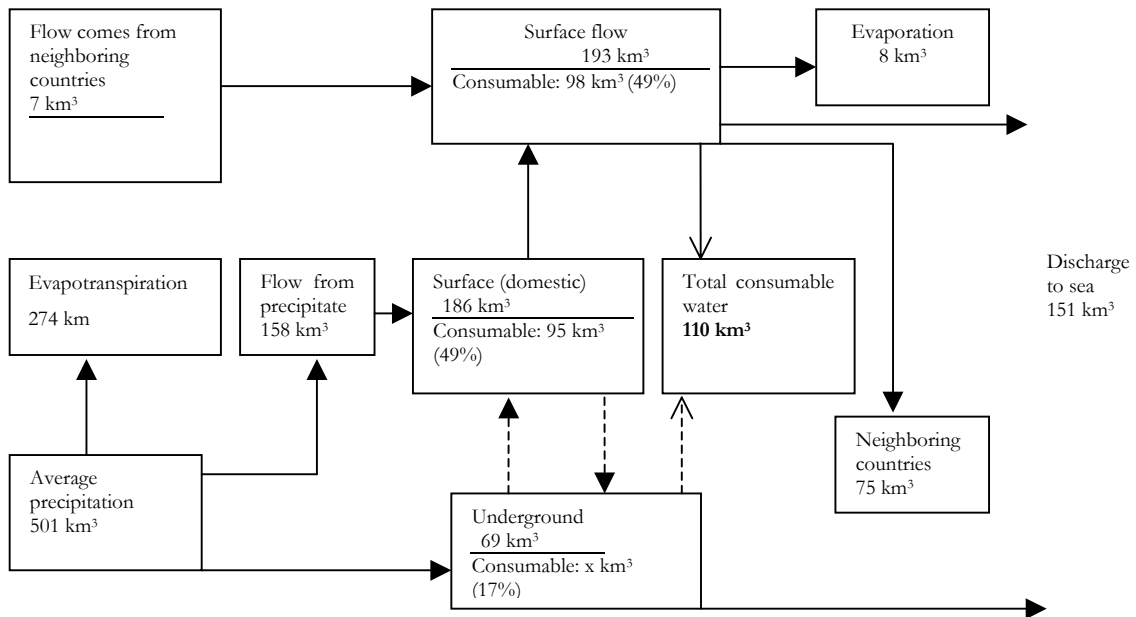 Flow comes from
neighboring
countries
7 km³
Surface flow
193 km³
Consumable: 98 km³ (49%)
Evaporation
8 km³
Evapotranspiration
274 km
Flow from
precipitate
158 km³
Surface (domestic)
186 km³
Consumable: 95 km³
(49%)
Total consumable
water
110 km³
Discharge
to sea
151 km³
Average
precipitation
501 km³
Underground
69 km³
Consumable: x km³
(17%)
Neighboring
countries
75 km³